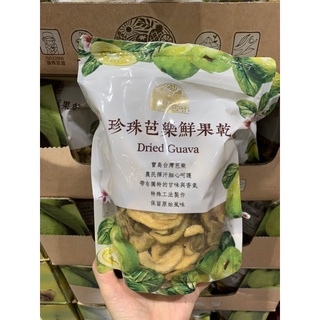 珍珠芭樂鮮果乾
Dried Guava
寶島台灣芭樂
農民揮汗細心呵護
帶有獨特的甘味與香氣
特殊工法製作
保留原始風味